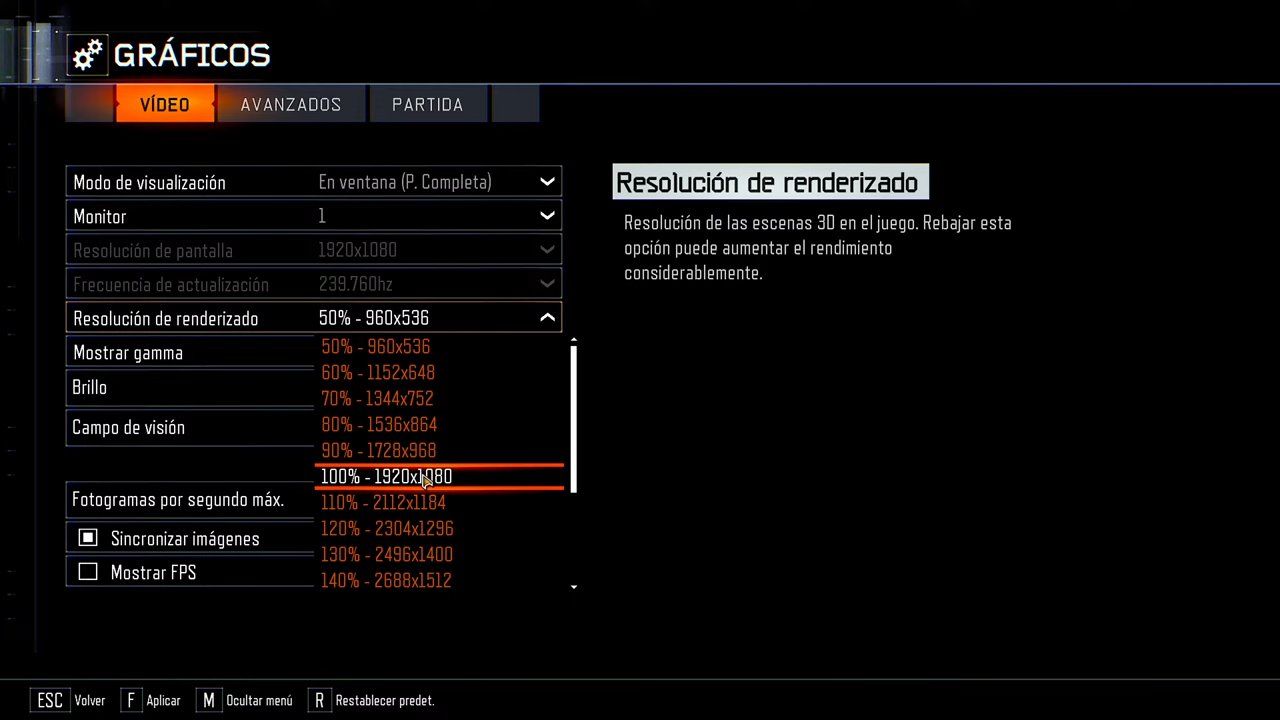 GRÁFICOS
VÍDEO AVANZADOS PARTIDA
Modo de visualización En ventana (P. Completa)
Monitor 1
Resolución de pantalla 1920x1080
Frecuencia de actualización 239.760hz
Resolución de renderizado 50% - 960x536
50% - 960x536
60% - 1152x648
70% - 1344x752
80% - 1536x864
90% - 1728x968
100% - 1920x1080
110% - 2112x1184
120% - 2304x1296
130% - 2496x1400
140% - 2688x1512
Mostrar gamma
Brillo
Campo de visión
Fotogramas por segundo máx.
Sincronizar imágenes
Mostrar FPS
Resolución de renderizado
Resolución de las escenas 3D en el juego. Rebajar esta
opción puede aumentar el rendimiento
considerablemente.
ESC Volver F Aplicar M Ocultar menú R Restablecer predet.